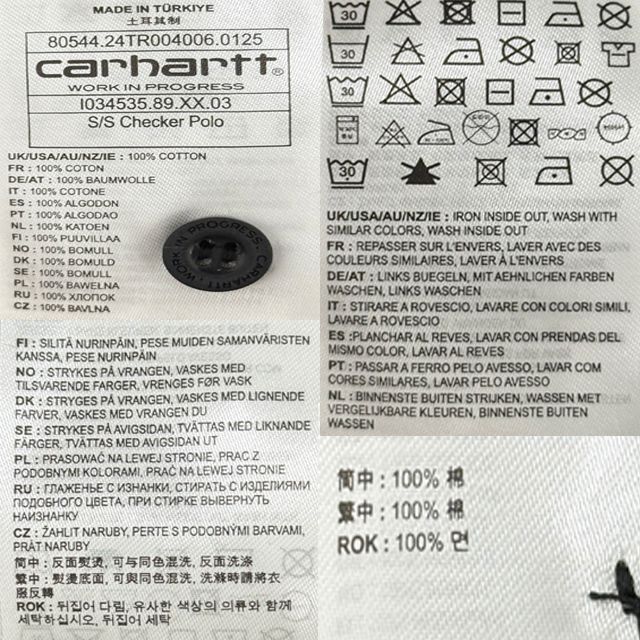 MADE IN TÜRKIYE
土耳其制
80544.24TR004006.0125
carhartt®
WORK IN PROGRESS
I034535.89.XX.03
S/S Checker Polo
UK/USA/AU/NZ/IE : 100% COTTON
FR : 100% COTON
DE/AT : 100% BAUMWOLLE
IT : 100% COTONE
ES : 100% ALGODON
PT : 100% ALGODAO
NL : 100% KATOEN
FI : 100% PUUVILLAA
NO : 100% BOMULL
DK : 100% BOMULD
SE : 100% BOMULL
PL : 100% BAWEŁNA
RU : 100% ХЛОПОК
CZ : 100% BAVLNA
WORK IN PROGRESS. CARHARTT.
30
30
30
30
UK/USA/AU/NZ/IE : IRON INSIDE OUT, WASH WITH
SIMILAR COLORS, WASH INSIDE OUT
FR : REPASSER SUR L'ENVERS, LAVER AVEC DES
COULEURS SIMILAIRES, LAVER À L'ENVERS
DE/AT : LINKS BUEGELN, MIT AEHNLICHEN FARBEN
WASCHEN, LINKS WASCHEN
IT : STIRARE A ROVESCIO, LAVARE CON COLORI SIMILI,
LAVARE A ROVESCIO
ES : PLANCHAR AL REVES, LAVAR CON PRENDAS DEL
MISMO COLOR, LAVAR AL REVES
PT : PASSAR A FERRO PELO AVESSO, LAVAR COM
CORES SIMILARES, LAVAR PELO AVESSO
NL : BINNENSTE BUITEN STRIJKEN, WASSEN MET
VERGELIJKBARE KLEUREN, BINNENSTE BUITEN
WASSEN
FI : SILITÄ NURINPÄIN, PESE MUIDEN SAMANVÄRISTEN
KANSSA, PESE NURINPÄIN
NO : STRYKES PÅ VRANGEN, VASKES MED
TILSVARENDE FARGER, VRENGES FØR VASK
DK : STRYGES PÅ VRANGEN, VASKES MED LIGNENDE
FARVER, VASKES MED VRANGEN DU
SE : STRYKES PÅ AVIGSIDAN, TVÄTTAS MED LIKNANDE
FÄRGER, TVÄTTAS MED AVIGSIDAN UT
PL : PRASOWAĆ NA LEWEJ STRONIE, PRAC Z
PODOBNYMI KOLORAMI, PRAĆ NA LEWEJ STRONIE
RU : ГЛАЖЕНЬЕ С ИЗНАНКИ, СТИРАТЬ С ИЗДЕЛИЯМИ
ПОДОБНОГО ЦВЕТА, ПРИ СТИРКЕ ВЫВЕРНУТЬ
НАИЗНАНКУ
CZ : ŽAHLIT NARUBY, PERTE S PODOBNÝMI BARVAMI,
PRÁT NARUBY
简中 : 反面熨烫, 可与同色混洗, 反面洗涤
繁中 : 熨燙底面, 可與同色混洗, 洗滌時請將衣
服反轉
ROK : 뒤집어 다림, 유사한 색상의 의류와 함께
세탁하십시오, 뒤집어 세탁
简中 : 100% 棉
繁中 : 100% 棉
ROK : 100% 면